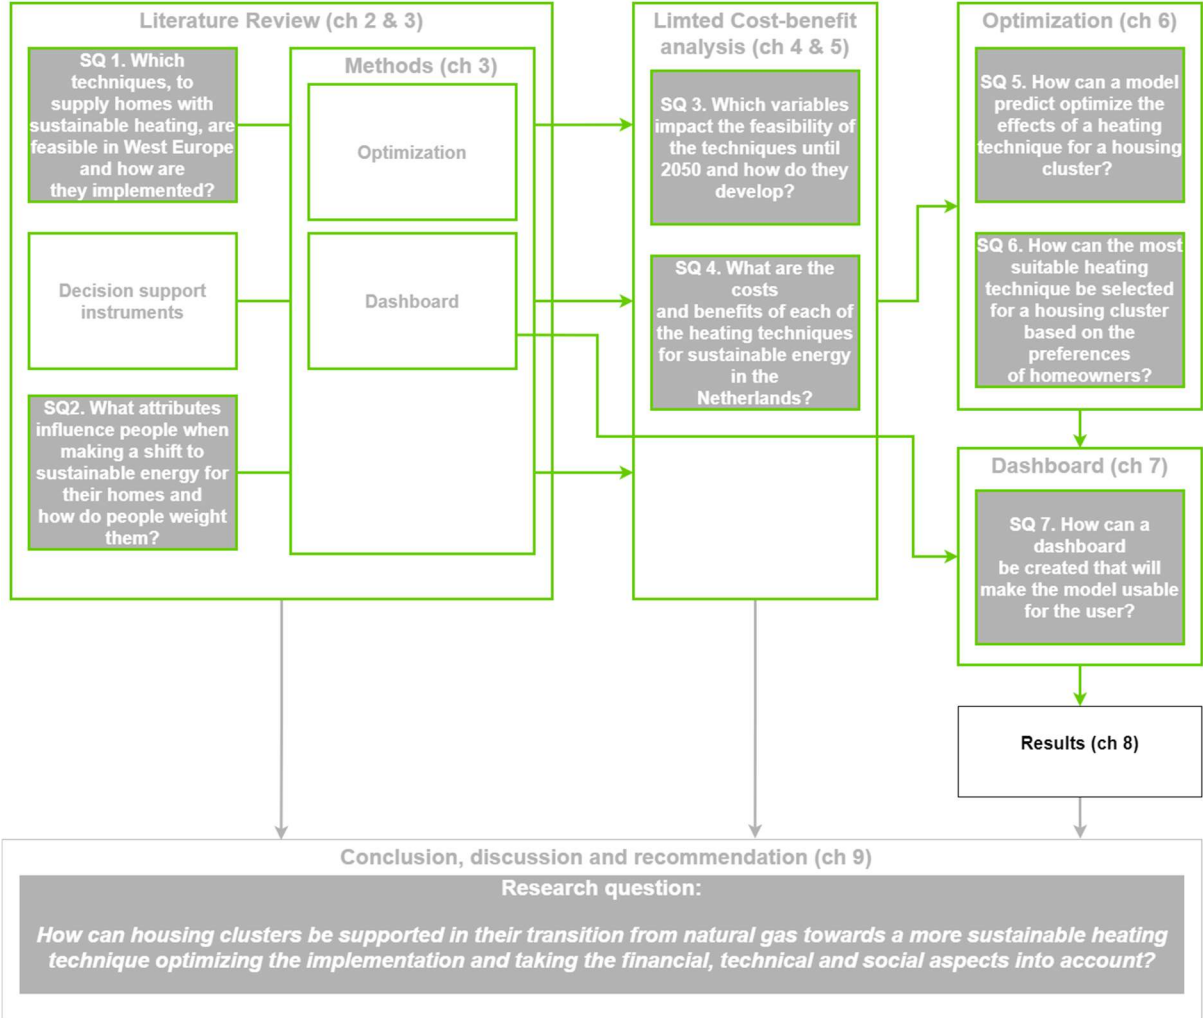 Literature Review (ch 2 & 3)
SQ 1. Which
techniques, to
supply homes with
sustainable heating, are
feasible in West Europe
and how are
they implemented?
Decision support
instruments
SQ2. What attributes
influence people when
making a shift to
sustainable energy for
their homes and
how do people weight
them?
Methods (ch 3)
Optimization
Dashboard
Limted Cost-benefit
analysis (ch 4 & 5)
SQ 3. Which variables
impact the feasibility of
the techniques until
2050 and how do they
develop?
SQ 4. What are the
costs
and benefits of each of
the heating techniques
for sustainable energy
in the
Netherlands?
Optimization (ch 6)
SQ 5. How can a model
predict optimize the
effects of a heating
technique for a housing
cluster?
SQ 6. How can the most
suitable heating
technique be selected
for a housing cluster
based on the
preferences
of homeowners?
Dashboard (ch 7)
SQ 7. How can a
dashboard
be created that will
make the model usable
for the user?
Results (ch 8)
Conclusion, discussion and recommendation (ch 9)
Research question:
How can housing clusters be supported in their transition from natural gas towards a more sustainable heating
technique optimizing the implementation and taking the financial, technical and social aspects into account?